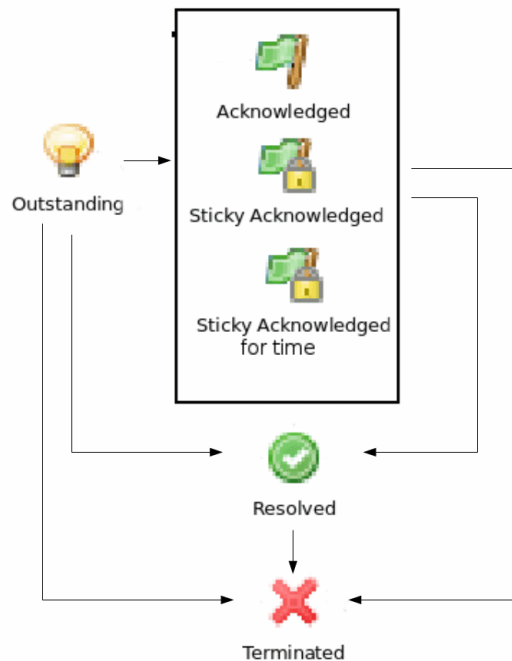 Acknowledged
Outstanding
Sticky Acknowledged
Sticky Acknowledged
for time
Resolved
Terminated